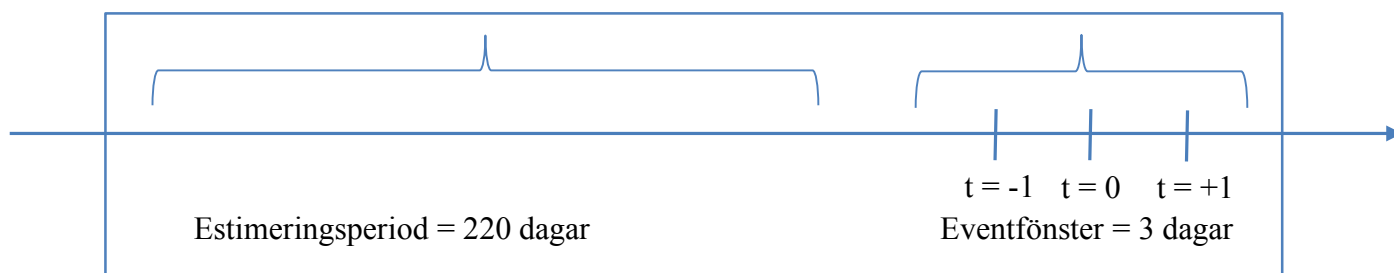 t = -1 t = 0 t = +1
Estimeringsperiod = 220 dagar Eventfönster = 3 dagar